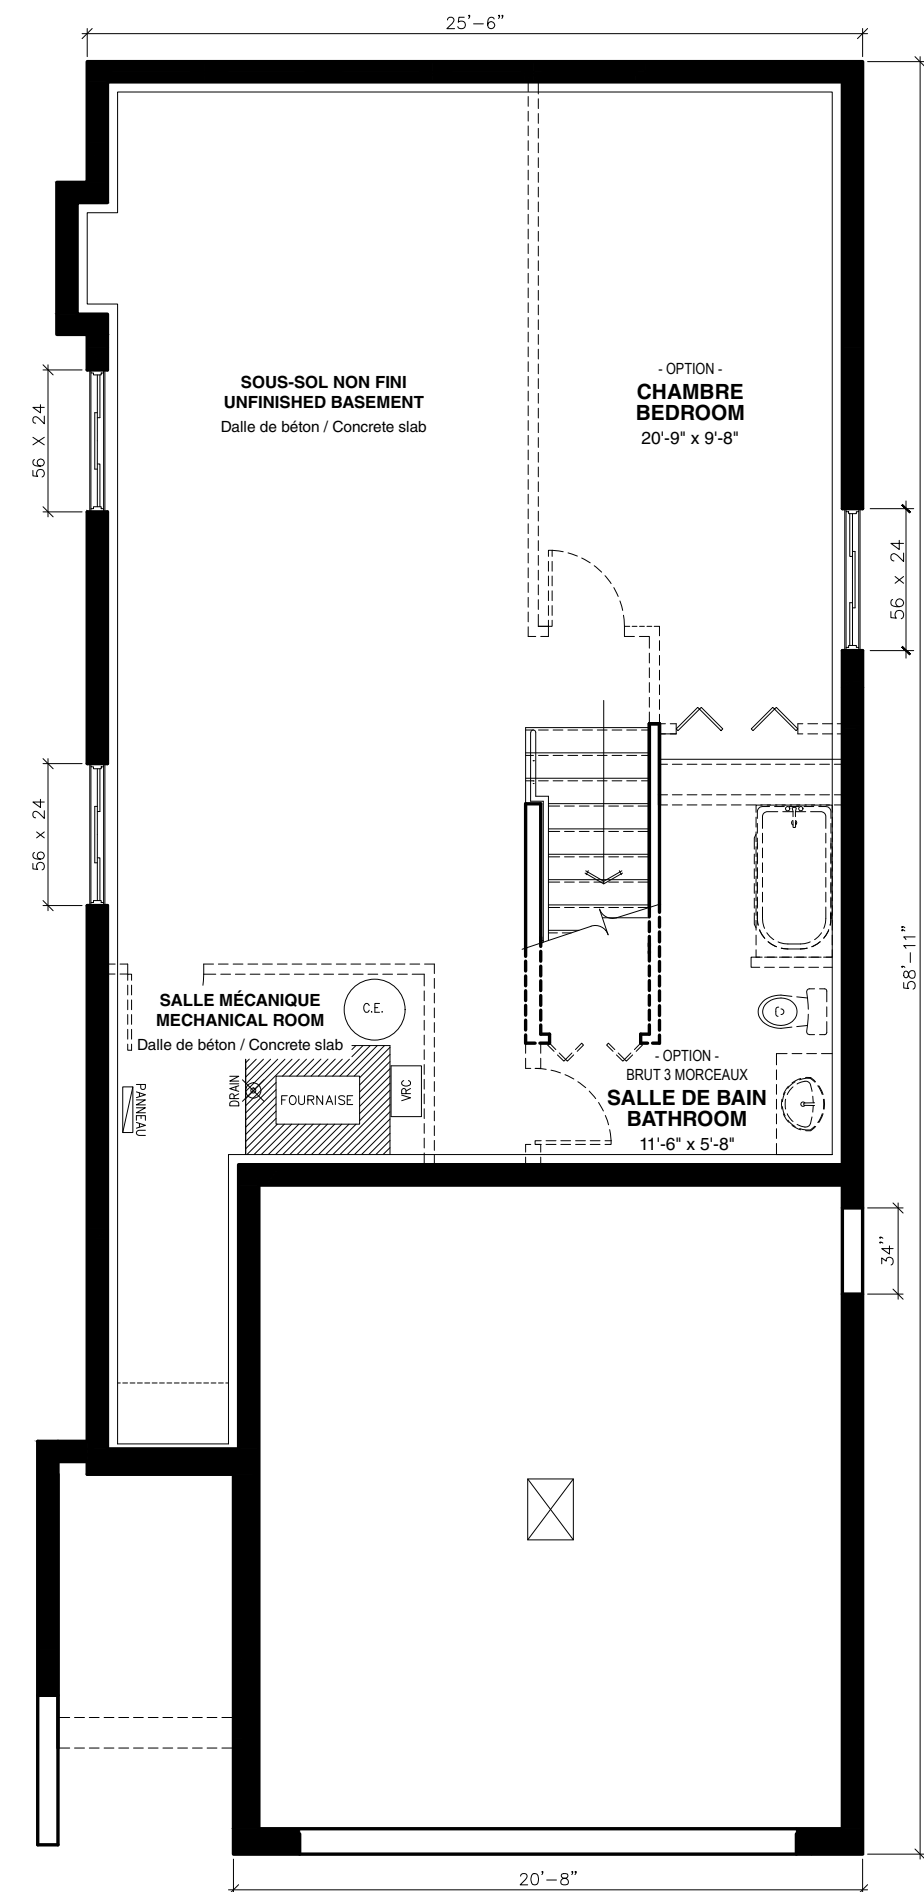 25'-6"
SOUS-SOL NON FINI
UNFINISHED BASEMENT
Dalle de béton / Concrete slab
- OPTION -
CHAMBRE
BEDROOM
20'-9" x 9'-8"
56 X 24
56 x 24
56 x 24
58'-11"
SALLE MÉCANIQUE
MECHANICAL ROOM
Dalle de béton / Concrete slab
C.E.
PANNEAU
DRAIN
FOURNAISE
VRC
- OPTION -
BRUT 3 MORCEAUX
SALLE DE BAIN
BATHROOM
11'-6" x 5'-8"
34"
20'-8"